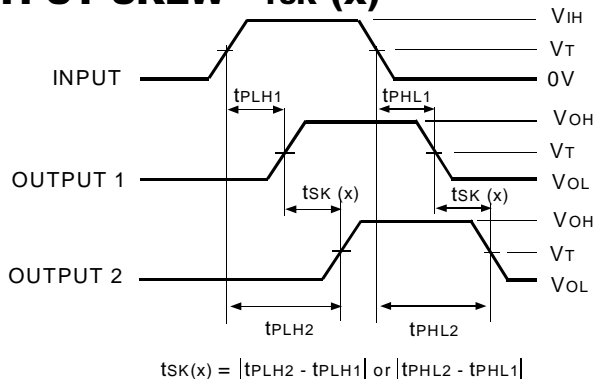 SKEW - tSK (x)
VIH
VT
INPUT
0V
tPLH1
tPHL1
VOH
VT
OUTPUT 1
VOL
tSK (x)
tSK (x)
VOH
VT
OUTPUT 2
VOL
tPLH2
tPHL2
tSK(x) = |tPLH2 - tPLH1| or |tPHL2 - tPHL1|